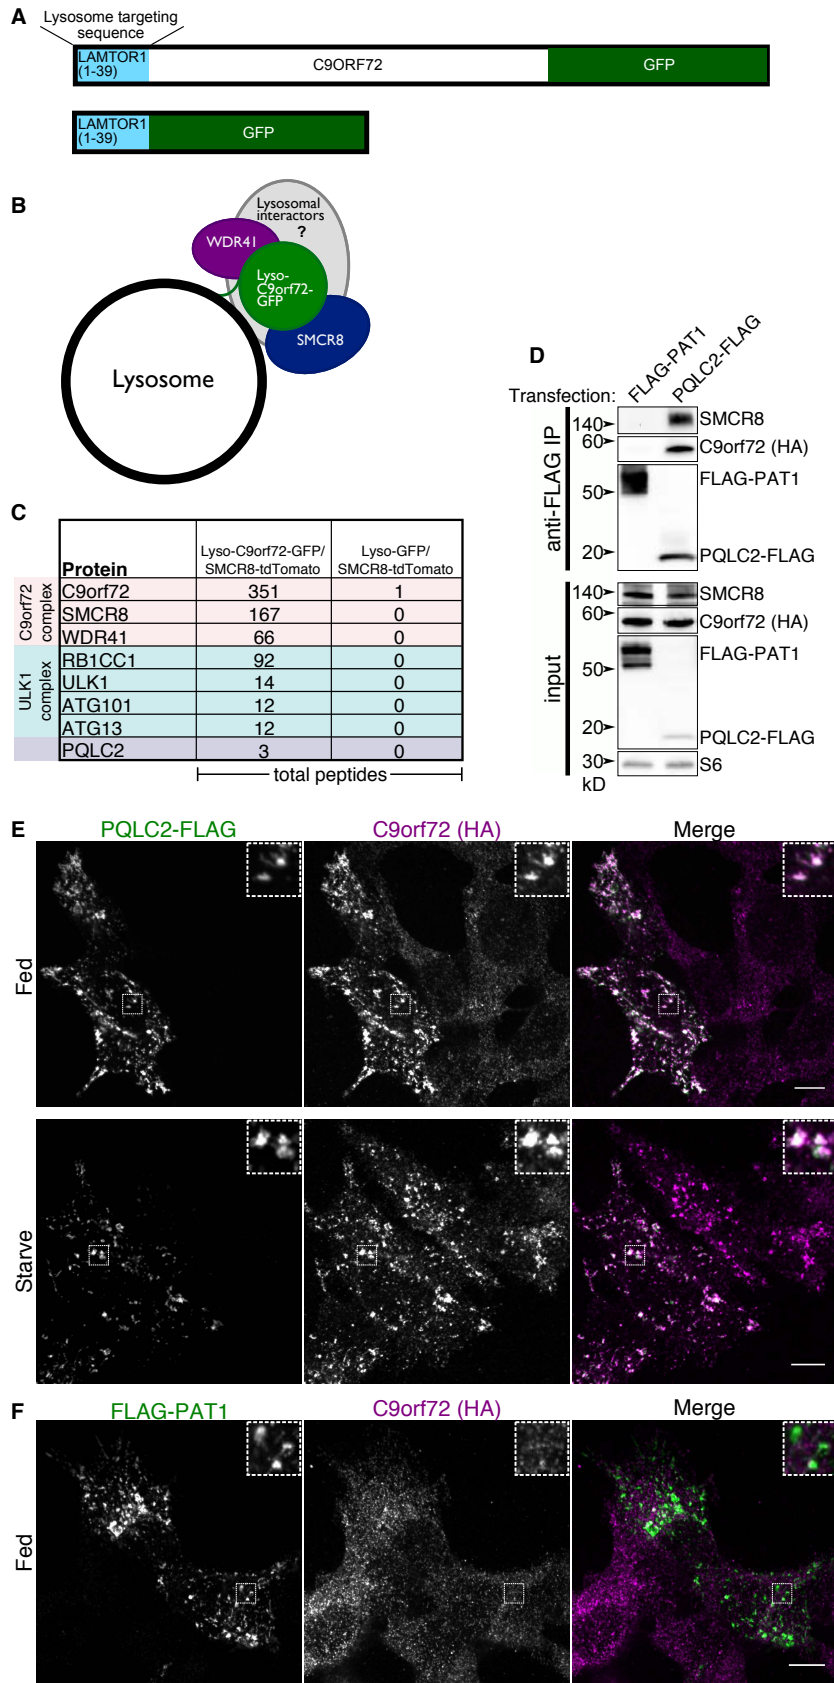 A
Lysosome targeting
sequence
LAMTOR1
(1-39)
C9ORF72
GFP
LAMTOR1
(1-39)
GFP
B
Lysosomal
interactors
?
WDR41
Lyso-
C9orf72-
GFP
SMCR8
Lysosome
C
Protein
Lyso-C9orf72-GFP/
SMCR8-tdTomato
Lyso-GFP/
SMCR8-tdTomato
C9orf72
complex
C9orf72 351 1
SMCR8 167 0
WDR41 66 0
ULK1
complex
RB1CC1 92 0
ULK1 14 0
ATG101 12 0
ATG13 12 0
PQLC2 3 0
total peptides
D
Transfection:
FLAG-PAT1
PQLC2-FLAG
anti-FLAG IP
140
SMCR8
60
C9orf72 (HA)
FLAG-PAT1
50
20
PQLC2-FLAG
input
140
SMCR8
60
C9orf72 (HA)
FLAG-PAT1
50
20
PQLC2-FLAG
30
S6
kD
E
PQLC2-FLAG
C9orf72 (HA)
Merge
Fed
Starve
F
FLAG-PAT1
C9orf72 (HA)
Merge
Fed